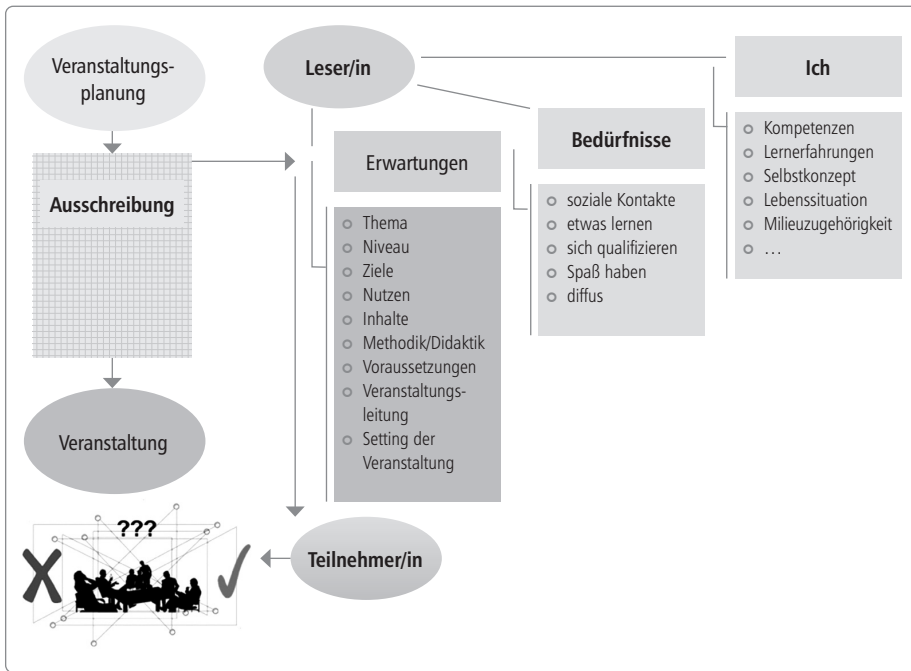 Veranstaltungs-
planung
Ausschreibung
Veranstaltung
???
X
Leser/in
Erwartungen
Thema
Niveau
Ziele
Nutzen
Inhalte
Methodik/Didaktik
Voraussetzungen
Veranstaltungs-
leitung
Setting der
Veranstaltung
Teilnehmer/in
Bedürfnisse
soziale Kontakte
etwas lernen
sich qualifizieren
Spaß haben
diffus
Ich
Kompetenzen
Lernerfahrungen
Selbstkonzept
Lebenssituation
Milieuzugehörigkeit
…